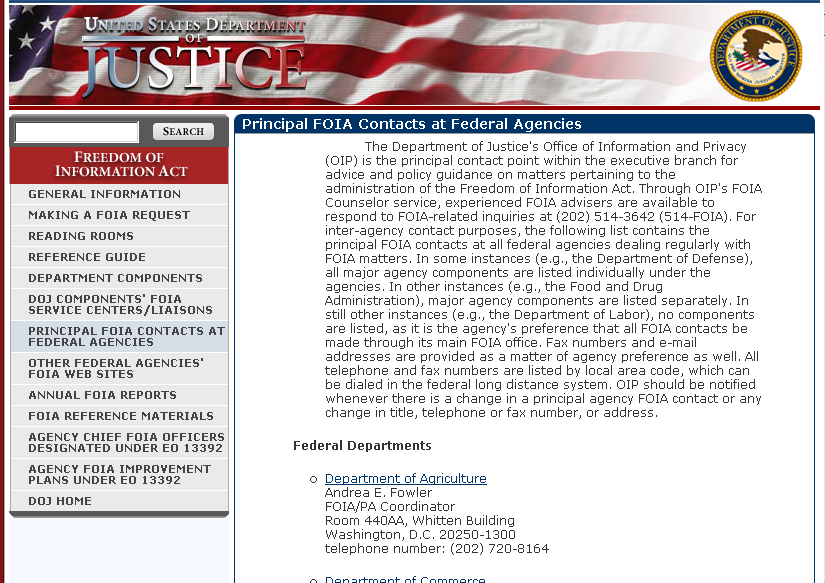 UNITED STATES DEPARTMENT
OF
JUSTICE
DEPARTMENT OF JUSTICE
SEARCH
FREEDOM OF
INFORMATION ACT
GENERAL INFORMATION
MAKING A FOIA REQUEST
READING ROOMS
REFERENCE GUIDE
DEPARTMENT COMPONENTS
DOJ COMPONENTS' FOIA
SERVICE CENTERS/LIAISONS
PRINCIPAL FOIA CONTACTS AT
FEDERAL AGENCIES
OTHER FEDERAL AGENCIES'
FOIA WEB SITES
ANNUAL FOIA REPORTS
FOIA REFERENCE MATERIALS
AGENCY CHIEF FOIA OFFICERS
DESIGNATED UNDER EO 13392
AGENCY FOIA IMPROVEMENT
PLANS UNDER EO 13392
DOJ HOME
Principal FOIA Contacts at Federal Agencies
The Department of Justice's Office of Information and Privacy
(OIP) is the principal contact point within the executive branch for
advice and policy guidance on matters pertaining to the
administration of the Freedom of Information Act. Through OIP's FOIA
Counselor service, experienced FOIA advisers are available to
respond to FOIA-related inquiries at (202) 514-3642 (514-FOIA). For
inter-agency contact purposes, the following list contains the
principal FOIA contacts at all federal agencies dealing regularly with
FOIA matters. In some instances (e.g., the Department of Defense),
all major agency components are listed individually under the
agencies. In other instances (e.g., the Food and Drug
Administration), major agency components are listed separately. In
still other instances (e.g., the Department of Labor), no components
are listed, as it is the agency's preference that all FOIA contacts be
made through its main FOIA office. Fax numbers and e-mail
addresses are provided as a matter of agency preference as well. All
telephone and fax numbers are listed by local area code, which can
be dialed in the federal long distance system. OIP should be notified
whenever there is a change in a principal agency FOIA contact or any
change in title, telephone or fax number, or address.
Federal Departments
Department of Agriculture
Andrea E. Fowler
FOIA/PA Coordinator
Room 440AA, Whitten Building
Washington, D.C. 20250-1300
telephone number: (202) 720-8164
Department of Commerce